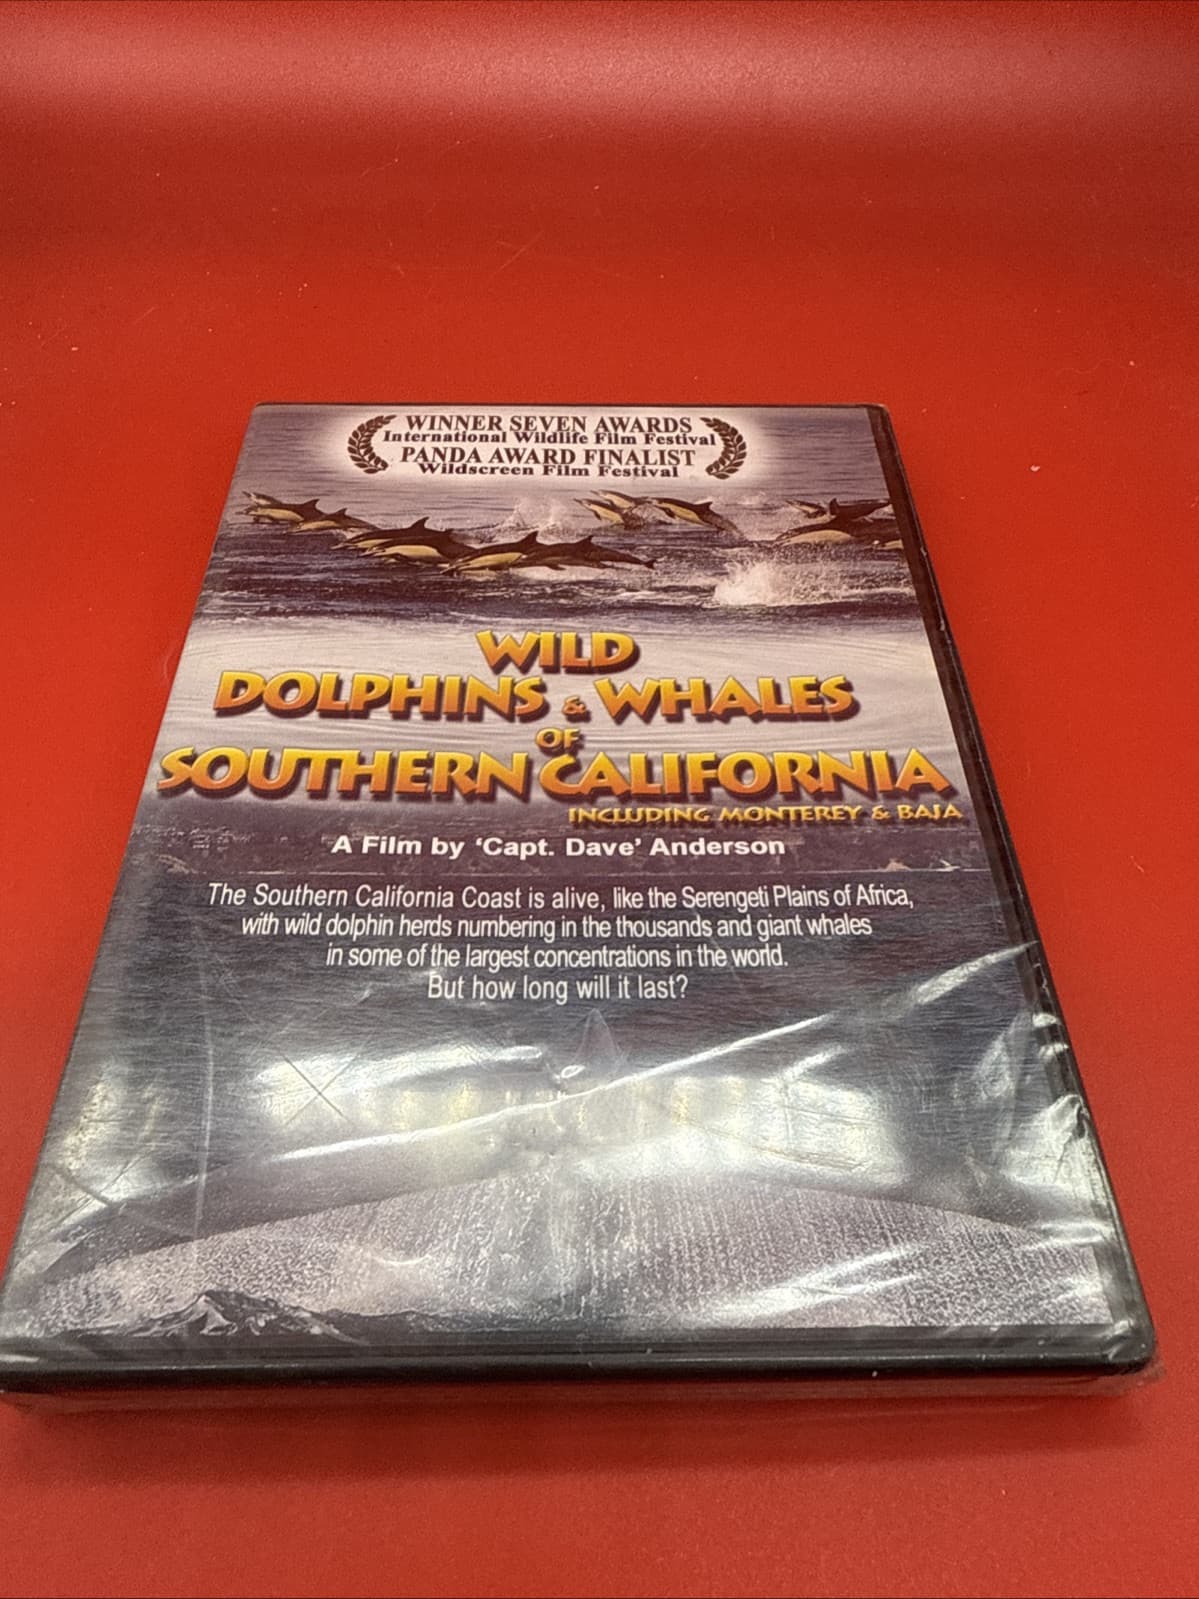 WINNER SEVEN AWARDS
International Wildlife Film Festival
PANDA AWARD FINALIST
Wildscreen Film Festival
WILD
DOLPHINS & WHALES
OF
SOUTHERN CALIFORNIA
INCLUDING MONTEREY & BAJA
A Film by ‘Capt. Dave’ Anderson
The Southern California Coast is alive, like the Serengeti Plains of Africa,
with wild dolphin herds numbering in the thousands and giant whales
in some of the largest concentrations in the world.
But how long will it last?